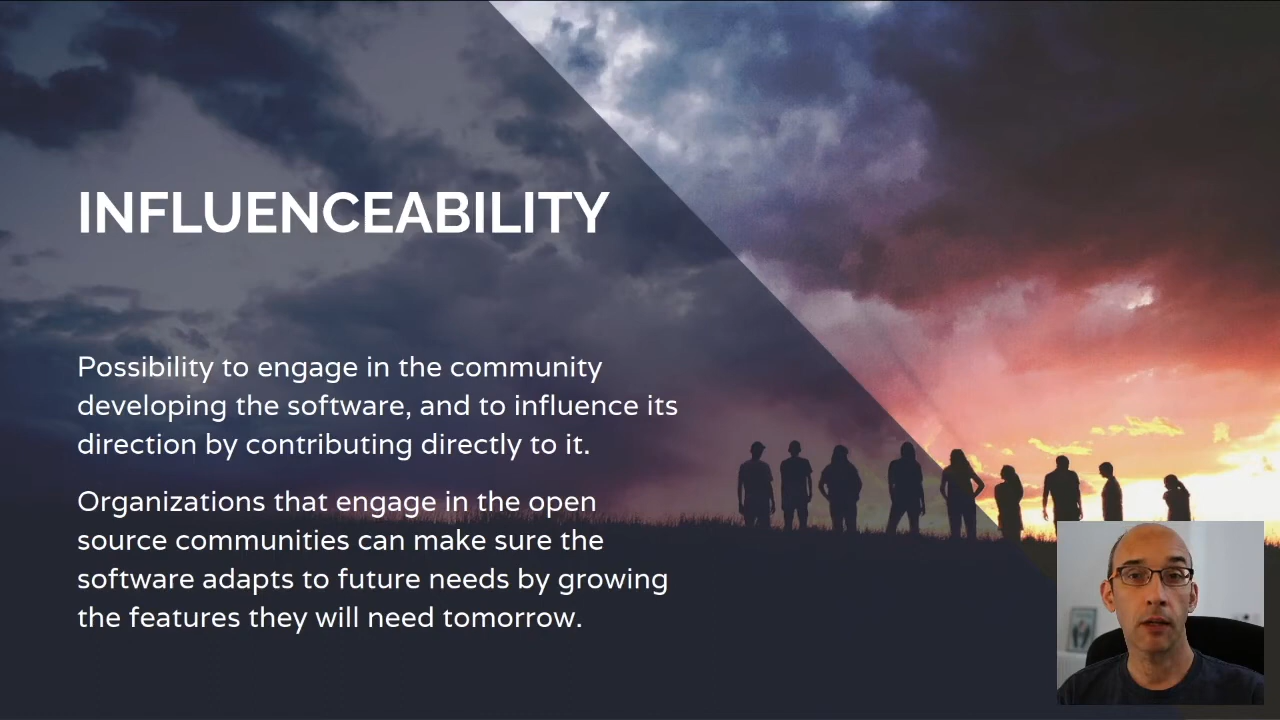 INFLUENCEABILITY
Possibility to engage in the community
developing the software, and to influence its
direction by contributing directly to it.
Organizations that engage in the open
source communities can make sure the
software adapts to future needs by growing
the features they will need tomorrow.